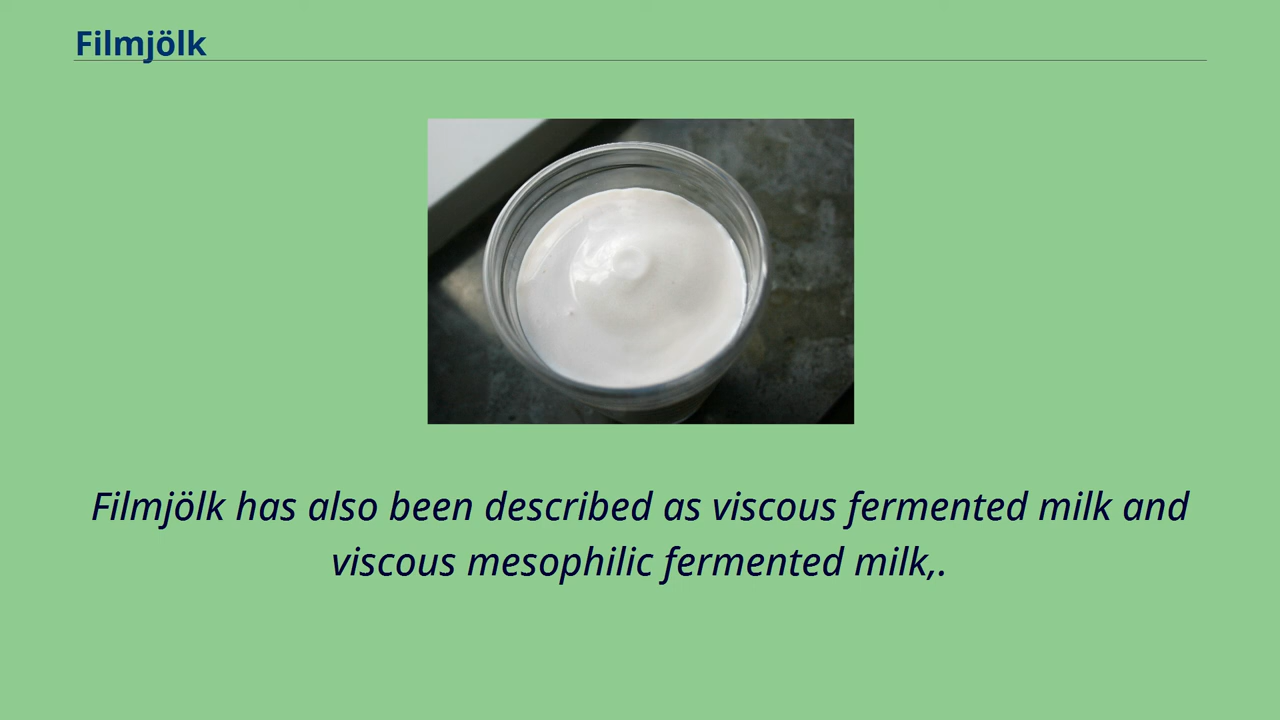 Filmjölk
Filmjölk has also been described as viscous fermented milk and
viscous mesophilic fermented milk,.